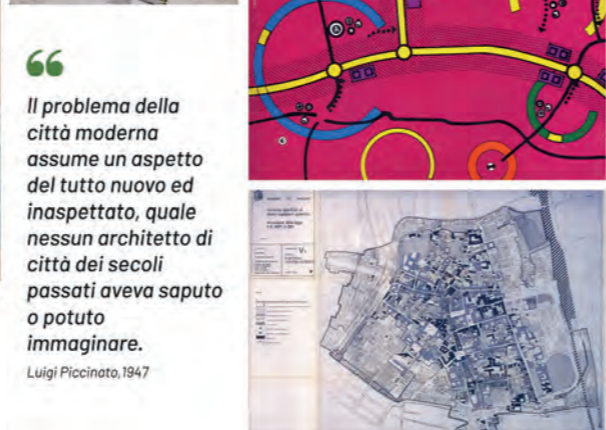 Il problema della
città moderna
assume un aspetto
del tutto nuovo ed
inaspettato, quale
nessun architetto di
città dei secoli
passati aveva saputo
o potuto
immaginare.
Luigi Piccinato, 1947